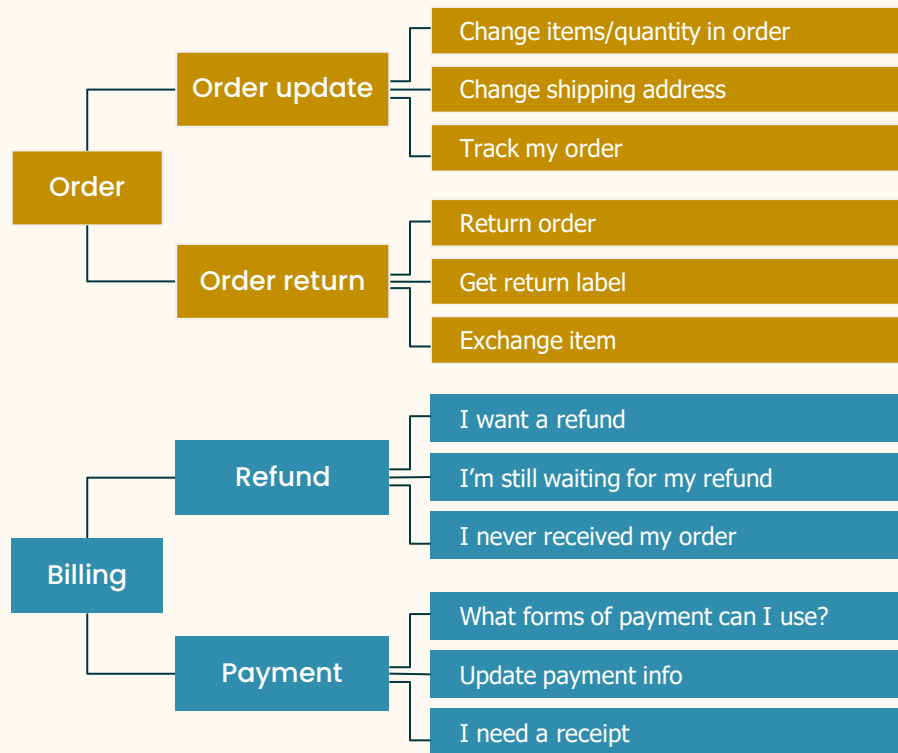 Order
Order update
Change items/quantity in order
Change shipping address
Track my order
Order return
Return order
Get return label
Exchange item
Billing
Refund
I want a refund
I’m still waiting for my refund
I never received my order
Payment
What forms of payment can I use?
Update payment info
I need a receipt